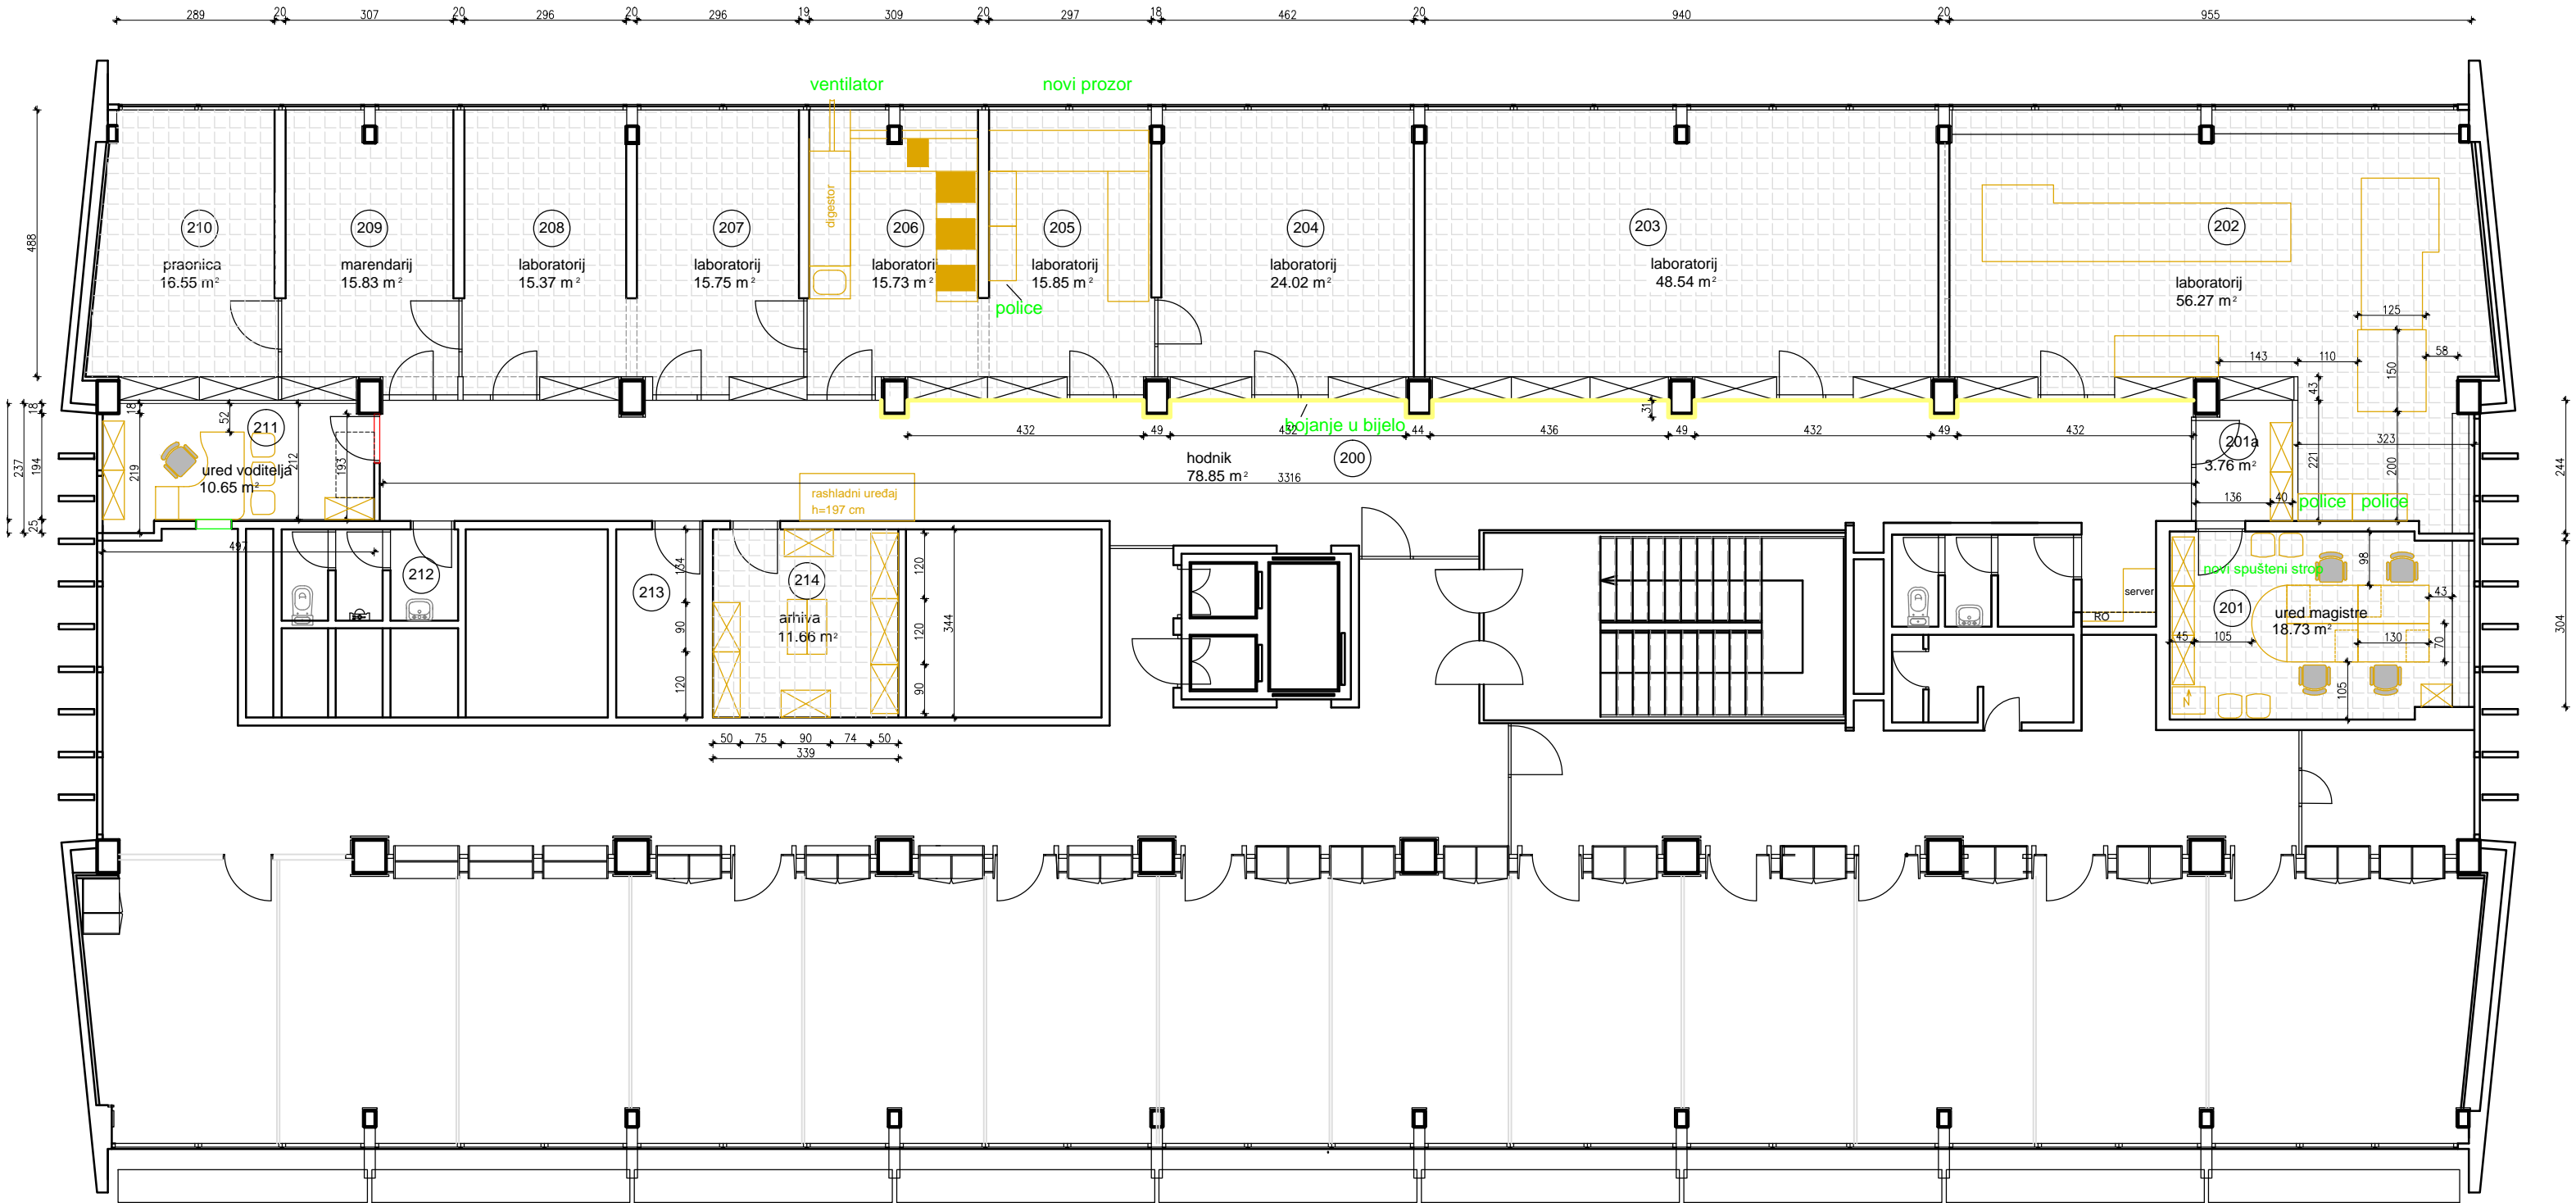 289 20 307 20 296 20 296 19 309 20 297 18 462 20 940 20 955
ventilator
novi prozor
488
210
praonica
16.55 m²
209
marendarij
15.83 m²
208
laboratorij
15.37 m²
207
laboratorij
15.75 m²
digestor
206
laboratorij
15.73 m²
205
laboratorij
15.85 m²
police
204
laboratorij
24.02 m²
203
laboratorij
48.54 m²
202
laboratorij
56.27 m²
125
143 110 58
150
43
18 18 52
237 194 219 212 193
25
211
ured voditelja
10.65 m²
497
31
bojanje u bijelo
432 49 432 44 436 49 432 49 432
hodnik
78.85 m²
200
3316
201a
3.76 m²
221
323
200
244
136 40
police police
rashladni uređaj
h=197 cm
212
213
134
90
120
214
arhiva
11.66 m²
120
120
90
344
50 75 90 74 50
339
server
RO
novi spušteni strop
98
43
201
ured magistre
18.73 m²
45 105 130
70
105
304
N